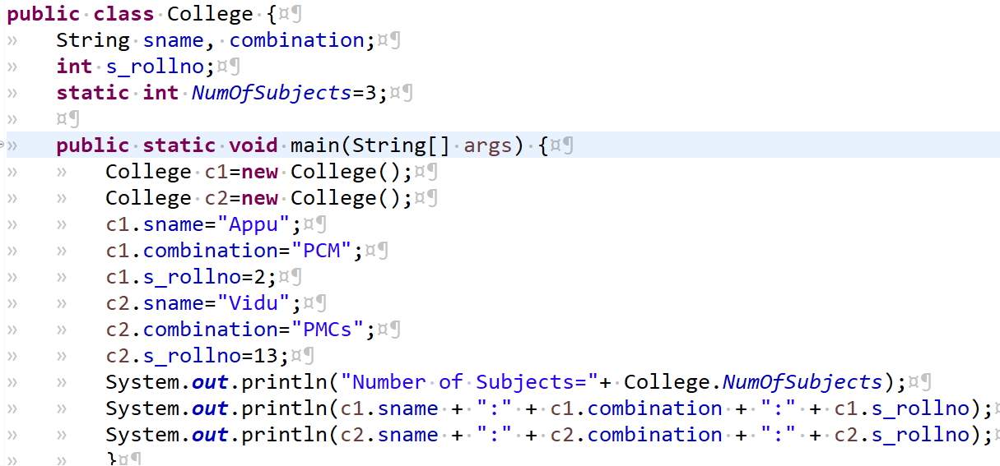 public class College {
String sname, combination;
int s_rollno;
static int NumOfSubjects=3;
public static void main(String[] args) {
College c1=new College();
College c2=new College();
c1.sname="Appu";
c1.combination="PCM";
c1.s_rollno=2;
c2.sname="Vidu";
c2.combination="PMCs";
c2.s_rollno=13;
System.out.println("Number of Subjects="+ College.NumOfSubjects);
System.out.println(c1.sname + ":" + c1.combination + ":" + c1.s_rollno);
System.out.println(c2.sname + ":" + c2.combination + ":" + c2.s_rollno);
}